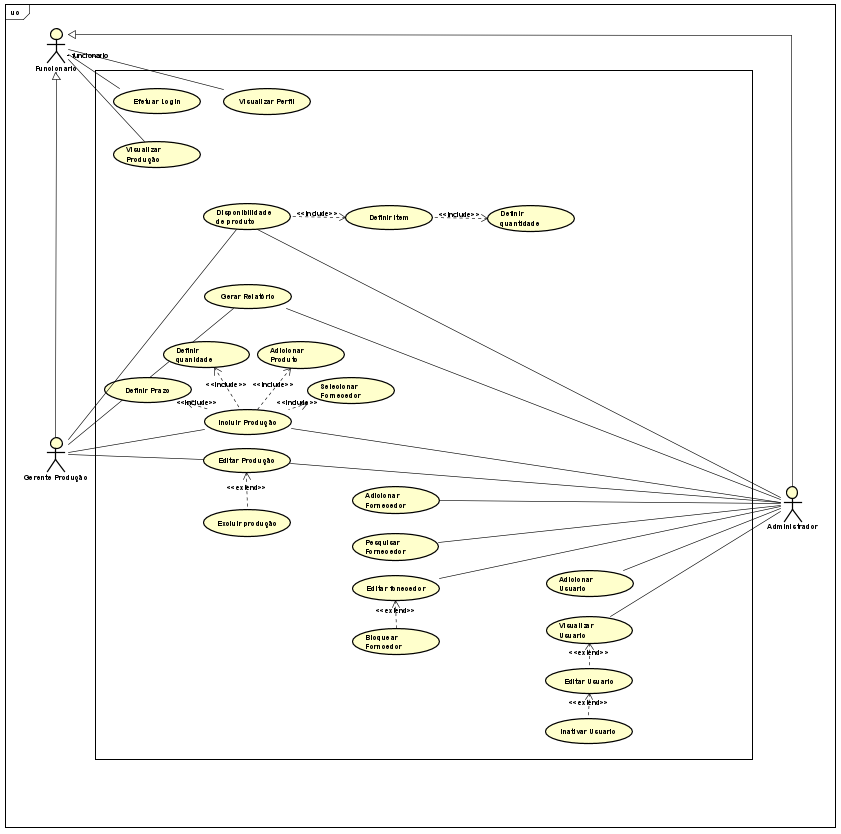 uc
- funcionario
Funcionario
Efetuar Login
Visualizar Perfil
Visualizar
Produção
Disponibilidade
de produto
<<include>>
Definir Item
<<include>>
Definir
quantidade
Gerar Relatório
Definir
quantidade
Adicionar
Produto
<<include>>
<<include>>
Definir Prazo
Selecionar
Fornecedor
<<include>>
<<include>>
Incluir Produção
Gerente Produção
Editar Produção
<<extend>>
Excluir produção
Adicionar
Fornecedor
Administrador
Pesquisar
Fornecedor
Editar fonecedor
<<extend>>
Bloquear
Fornecedor
Adicionar
Usuario
Visualizar
Usuario
<<extend>>
Editar Usuario
<<extend>>
Inativar Usuario